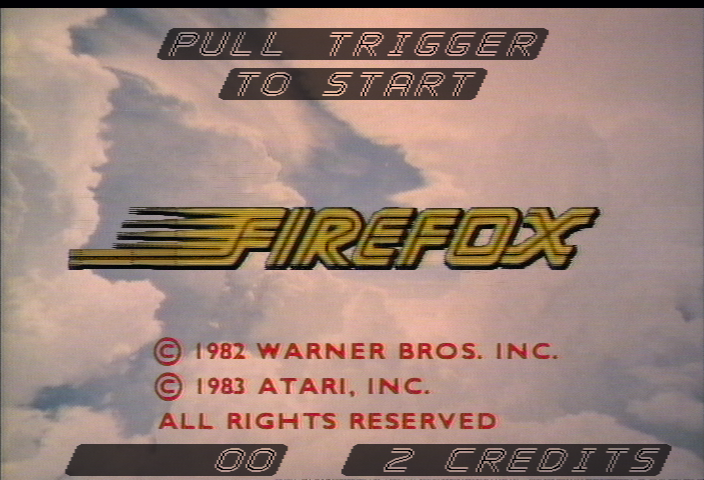 PULL TRIGGER
TO START
FIREFOX
© 1982 WARNER BROS. INC.
© 1983 ATARI, INC.
ALL RIGHTS RESERVED
00 2 CREDITS